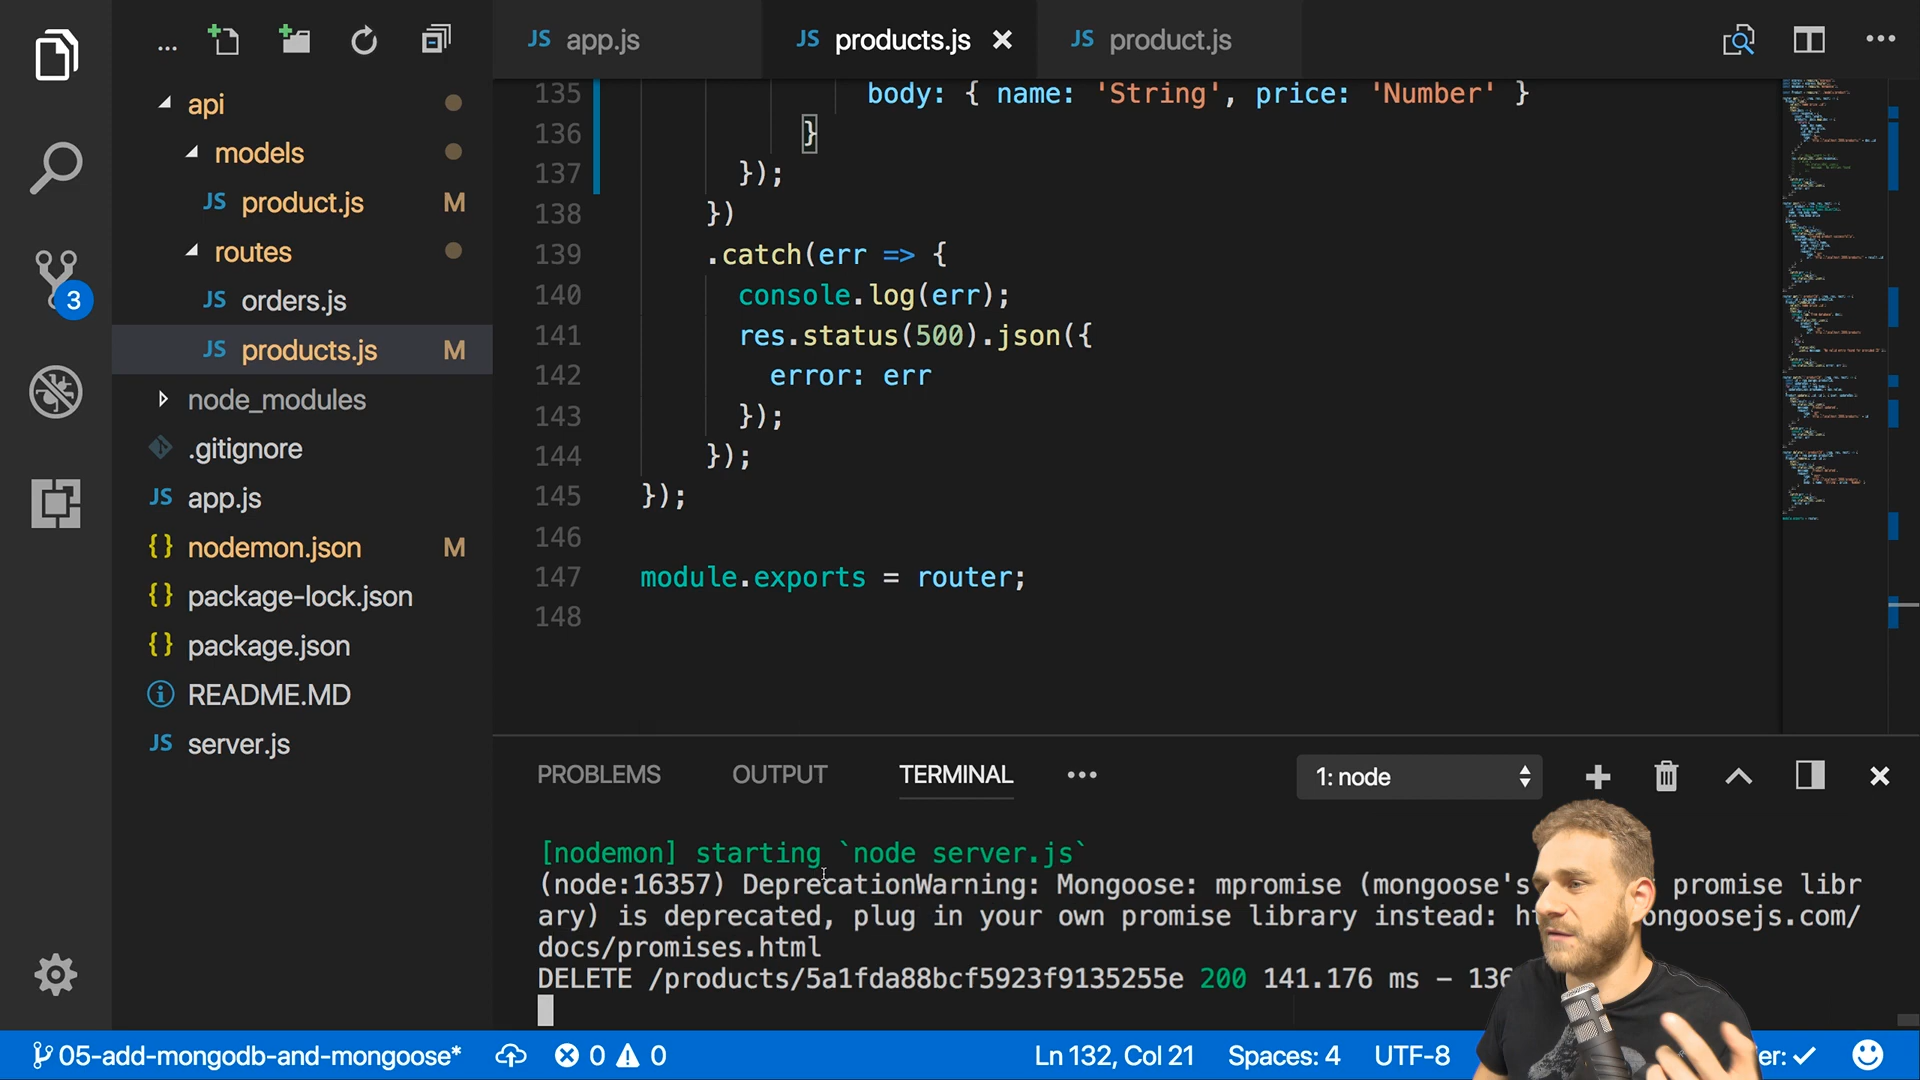 ... 
JS app.js
JS products.js
JS product.js
api
models
JS product.js M
routes
JS orders.js
JS products.js M
node_modules
.gitignore
JS app.js
{} nodemon.json M
{} package-lock.json
{} package.json
README.MD
JS server.js
3
135 body: { name: 'String', price: 'Number' }
136 }
137 });
138 })
139 .catch(err => {
140 console.log(err);
141 res.status(500).json({
142 error: err
143 });
144 });
145 });
146
147 module.exports = router;
148
PROBLEMS OUTPUT TERMINAL ... 1: node
[nodemon] starting `node server.js`
(node:16357) DeprecationWarning: Mongoose: mpromise (mongoose's promise libr
ary) is deprecated, plug in your own promise library instead: ongoosejs.com/
docs/promises.html
DELETE /products/5a1fda88bcf5923f9135255e 200 141.176 ms – 136
05-add-mongodb-and-mongoose* 0 0 Ln 132, Col 21 Spaces: 4 UTF-8 er: ✓